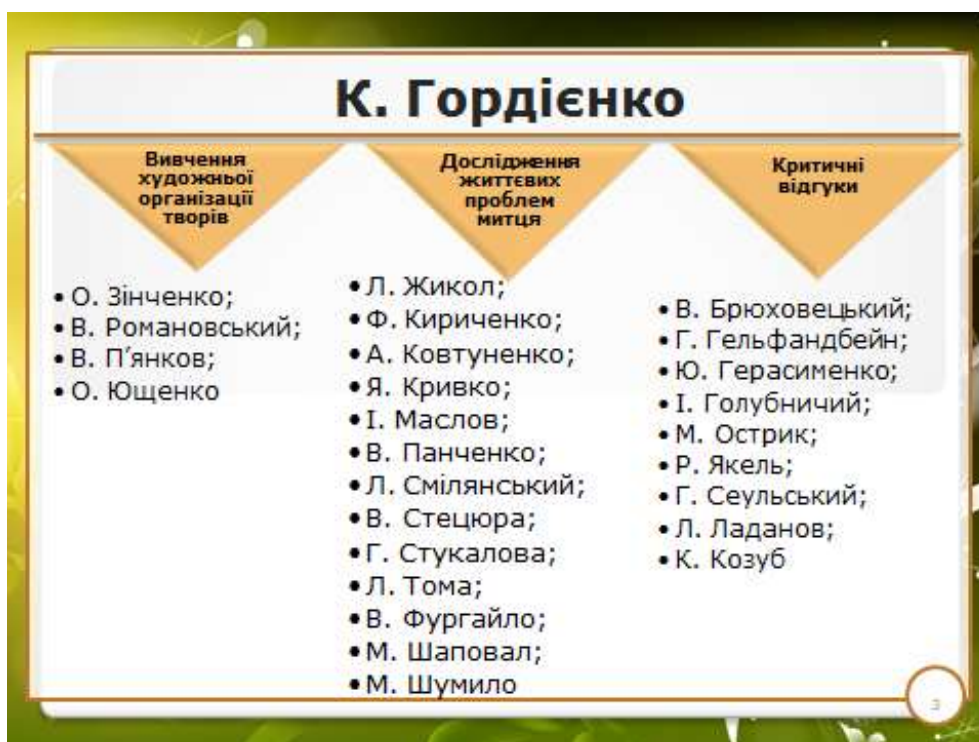 К. Гордієнко
Вивчення
художньої
організації
творів
• О. Зінченко;
• В. Романовський;
• В. П'янков;
• О. Ющенко
Дослідження
життєвих
проблем
митця
• Л. Жикол;
• Ф. Кириченко;
• А. Ковтуненко;
• Я. Кривко;
• І. Маслов;
• В. Панченко;
• Л. Смілянський;
• В. Стецюра;
• Г. Стукалова;
• Л. Тома;
• В. Фургайло;
• М. Шаповал;
• М. Шумило
Критичні
відгуки
• В. Брюховецький;
• Г. Гельфандбейн;
• Ю. Герасименко;
• І. Голубничий;
• М. Острик;
• Р. Якель;
• Г. Сеульський;
• Л. Ладанов;
• К. Козуб
3